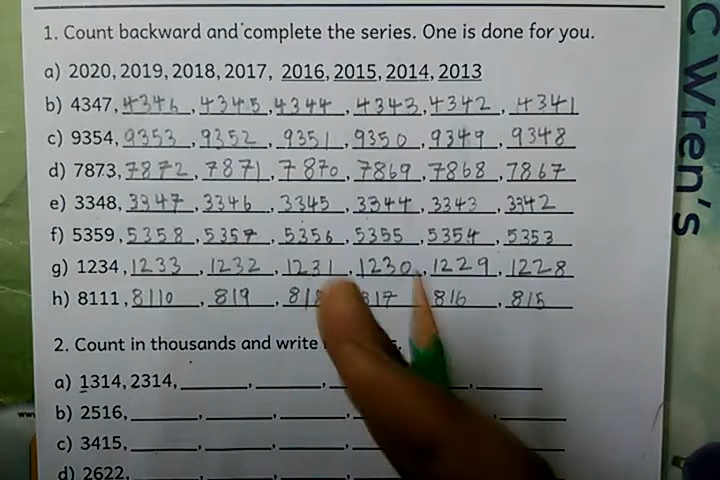 1. Count backward and complete the series. One is done for you.
a) 2020, 2019, 2018, 2017, 2016, 2015, 2014, 2013
b) 4347, 4346, 4345, 4344, 4343, 4342, 4341
c) 9354, 9353, 9352, 9351, 9350, 9349, 9348
d) 7873, 7872, 7871, 7870, 7869, 7868, 7867
e) 3348, 3347, 3346, 3345, 3344, 3343, 3342
f) 5359, 5358, 5357, 5356, 5355, 5354, 5353
g) 1234, 1233, 1232, 1231, 1230, 1229, 1228
h) 8111, 8110, 819, 818, 817, 816, 815
2. Count in thousands and write
a) 1314, 2314,
b) 2516,
c) 3415,
d) 2622,
C Wren's